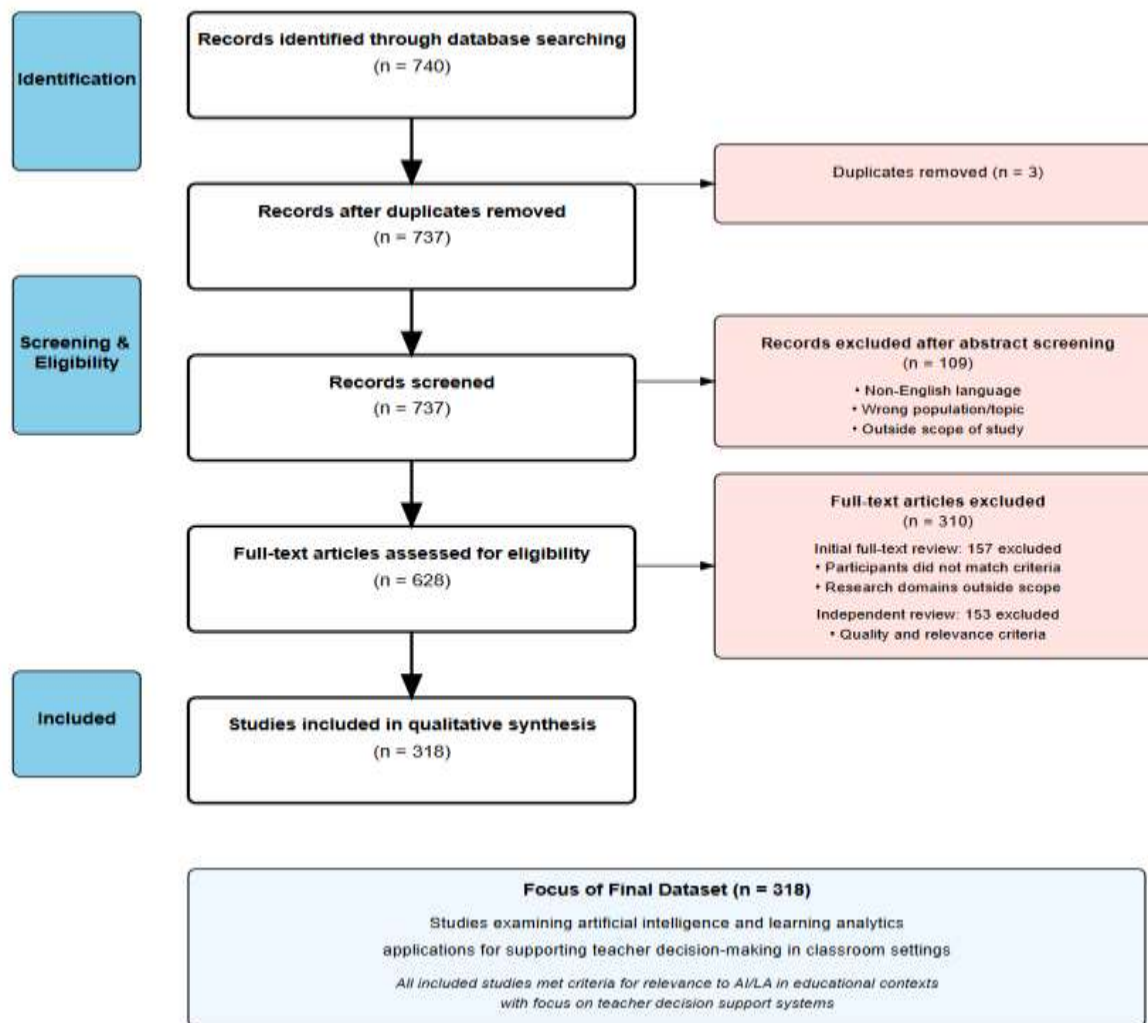 Identification
Records identified through database searching
(n = 740)
Duplicates removed (n = 3)
Records after duplicates removed
(n = 737)
Screening &
Eligibility
Records screened
(n = 737)
Records excluded after abstract screening
(n = 109)
• Non-English language
• Wrong population/topic
• Outside scope of study
Full-text articles assessed for eligibility
(n = 628)
Full-text articles excluded
(n = 310)
Initial full-text review: 157 excluded
• Participants did not match criteria
• Research domains outside scope
Independent review: 153 excluded
• Quality and relevance criteria
Included
Studies included in qualitative synthesis
(n = 318)
Focus of Final Dataset (n = 318)
Studies examining artificial intelligence and learning analytics
applications for supporting teacher decision-making in classroom settings
All included studies met criteria for relevance to AI/LA in educational contexts
with focus on teacher decision support systems